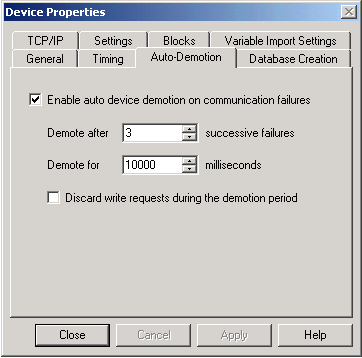 Device Properties
TCP/IP Settings Blocks Variable Import Settings
General Timing Auto-Demotion Database Creation
Enable auto device demotion on communication failures
Demote after 3 successive failures
Demote for 10000 milliseconds
Discard write requests during the demotion period
Close Cancel Apply Help